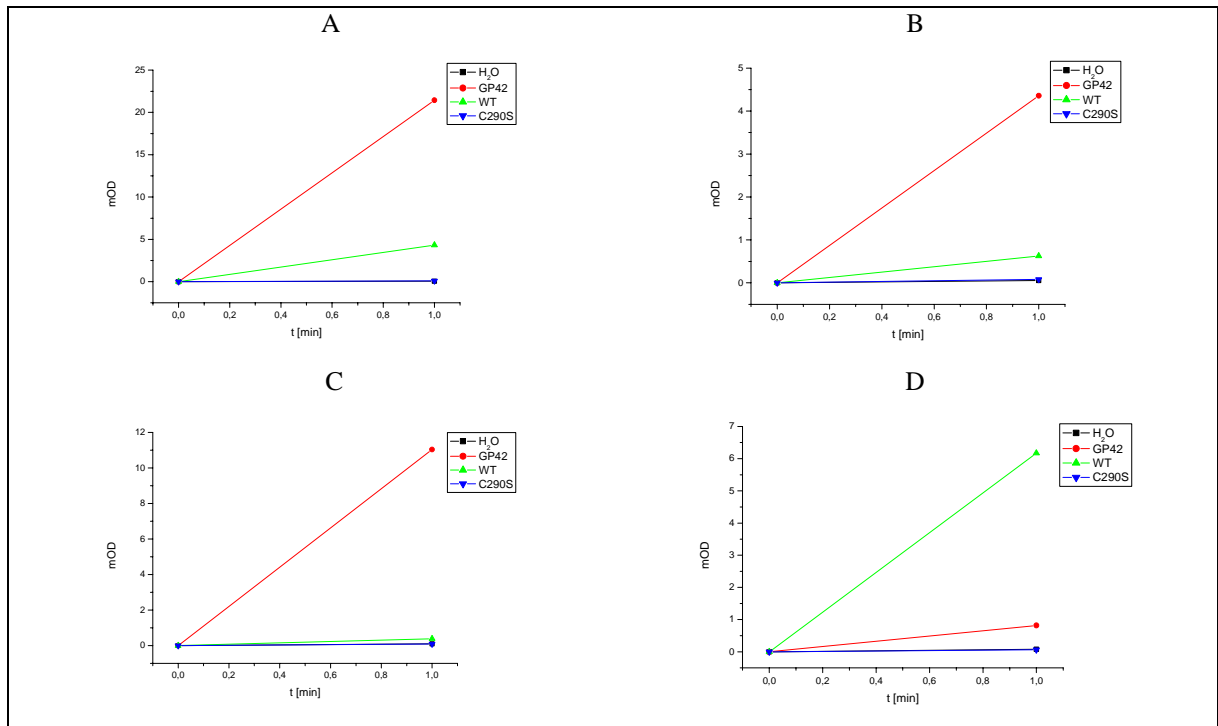 A
H₂O
GP42
WT
C290S
25
20
15
10
5
0
mOD
0,0 0,2 0,4 0,6 0,8 1,0
t [min]
B
H₂O
GP42
WT
C290S
5
4
3
2
1
0
mOD
0,0 0,2 0,4 0,6 0,8 1,0
t [min]
C
H₂O
GP42
WT
C290S
12
10
8
6
4
2
0
mOD
0,0 0,2 0,4 0,6 0,8 1,0
t [min]
D
H₂O
GP42
WT
C290S
7
6
5
4
3
2
1
0
mOD
0,0 0,2 0,4 0,6 0,8 1,0
t [min]